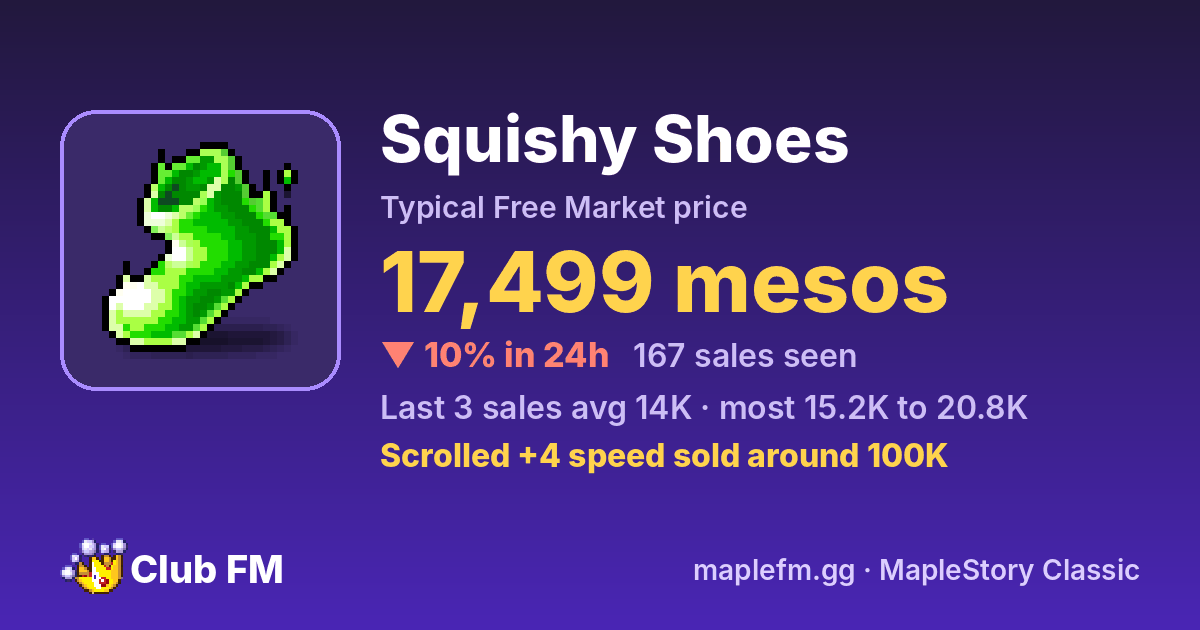 Squishy Shoes
Typical Free Market price
17,499 mesos
▼ 10% in 24h 167 sales seen
Last 3 sales avg 14K · most 15.2K to 20.8K
Scrolled +4 speed sold around 100K
Club FM
maplefm.gg · MapleStory Classic